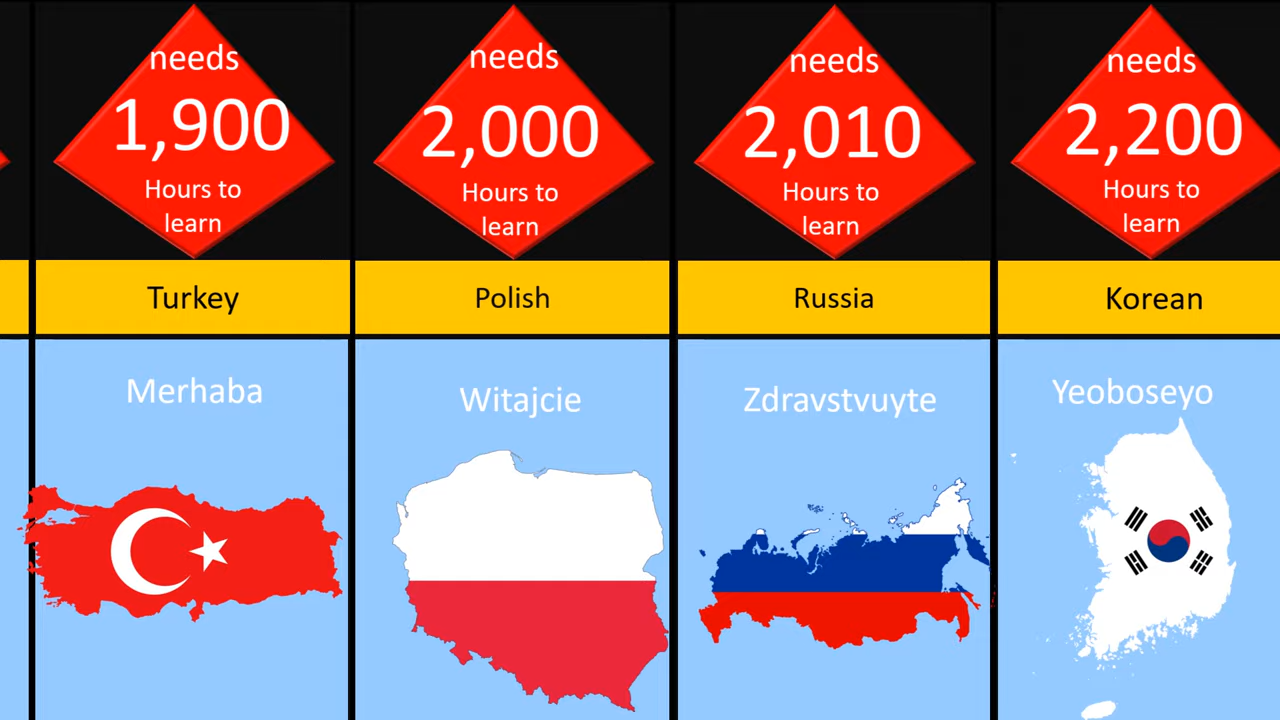 needs
1,900
Hours to
learn
Turkey
Merhaba
needs
2,000
Hours to
learn
Polish
Witajcie
needs
2,010
Hours to
learn
Russia
Zdravstvuyte
needs
2,200
Hours to
learn
Korean
Yeoboseyo